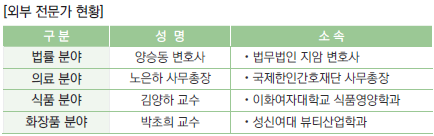 [외부 전문가 현황]
구 분 성 명 소 속
법률 분야 양승동 변호사 • 법무법인 지암 변호사
의료 분야 노은하 사무총장 • 국제한인간호재단 사무총장
식품 분야 김양하 교수 • 이화여자대학교 식품영양학과
화장품 분야 박초희 교수 • 성신여대 뷰티산업학과